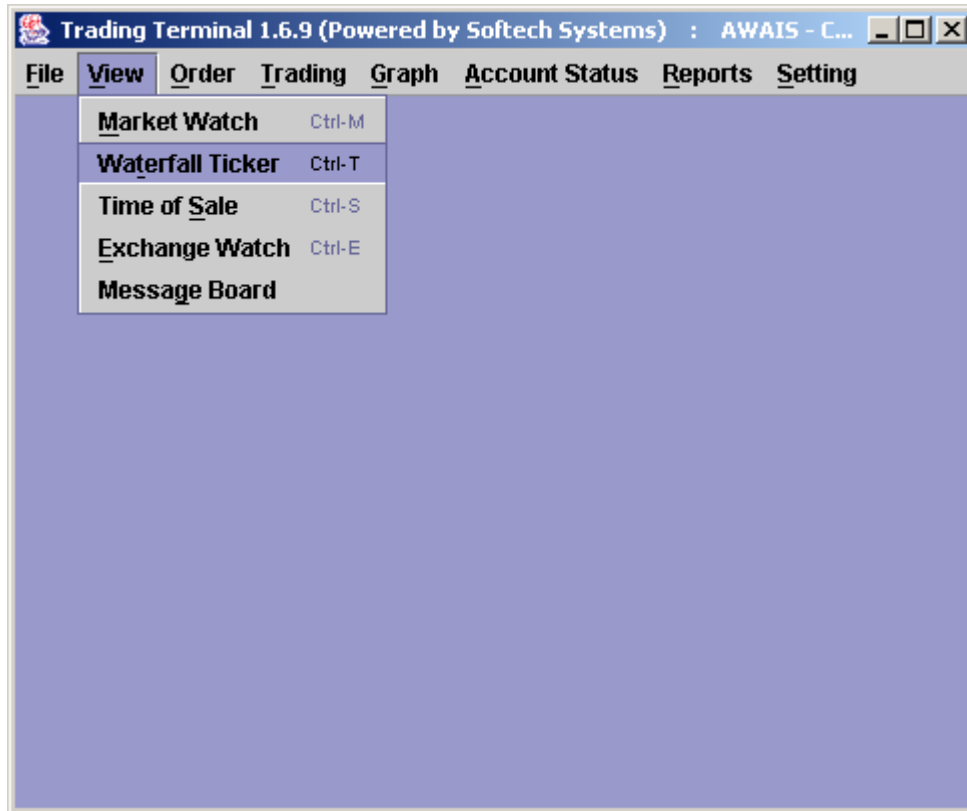 Trading Terminal 1.6.9 (Powered by Softech Systems) : AWAIS - C...
File View Order Trading Graph Account Status Reports Setting
Market Watch Ctrl-M
Waterfall Ticker Ctrl-T
Time of Sale Ctrl-S
Exchange Watch Ctrl-E
Message Board